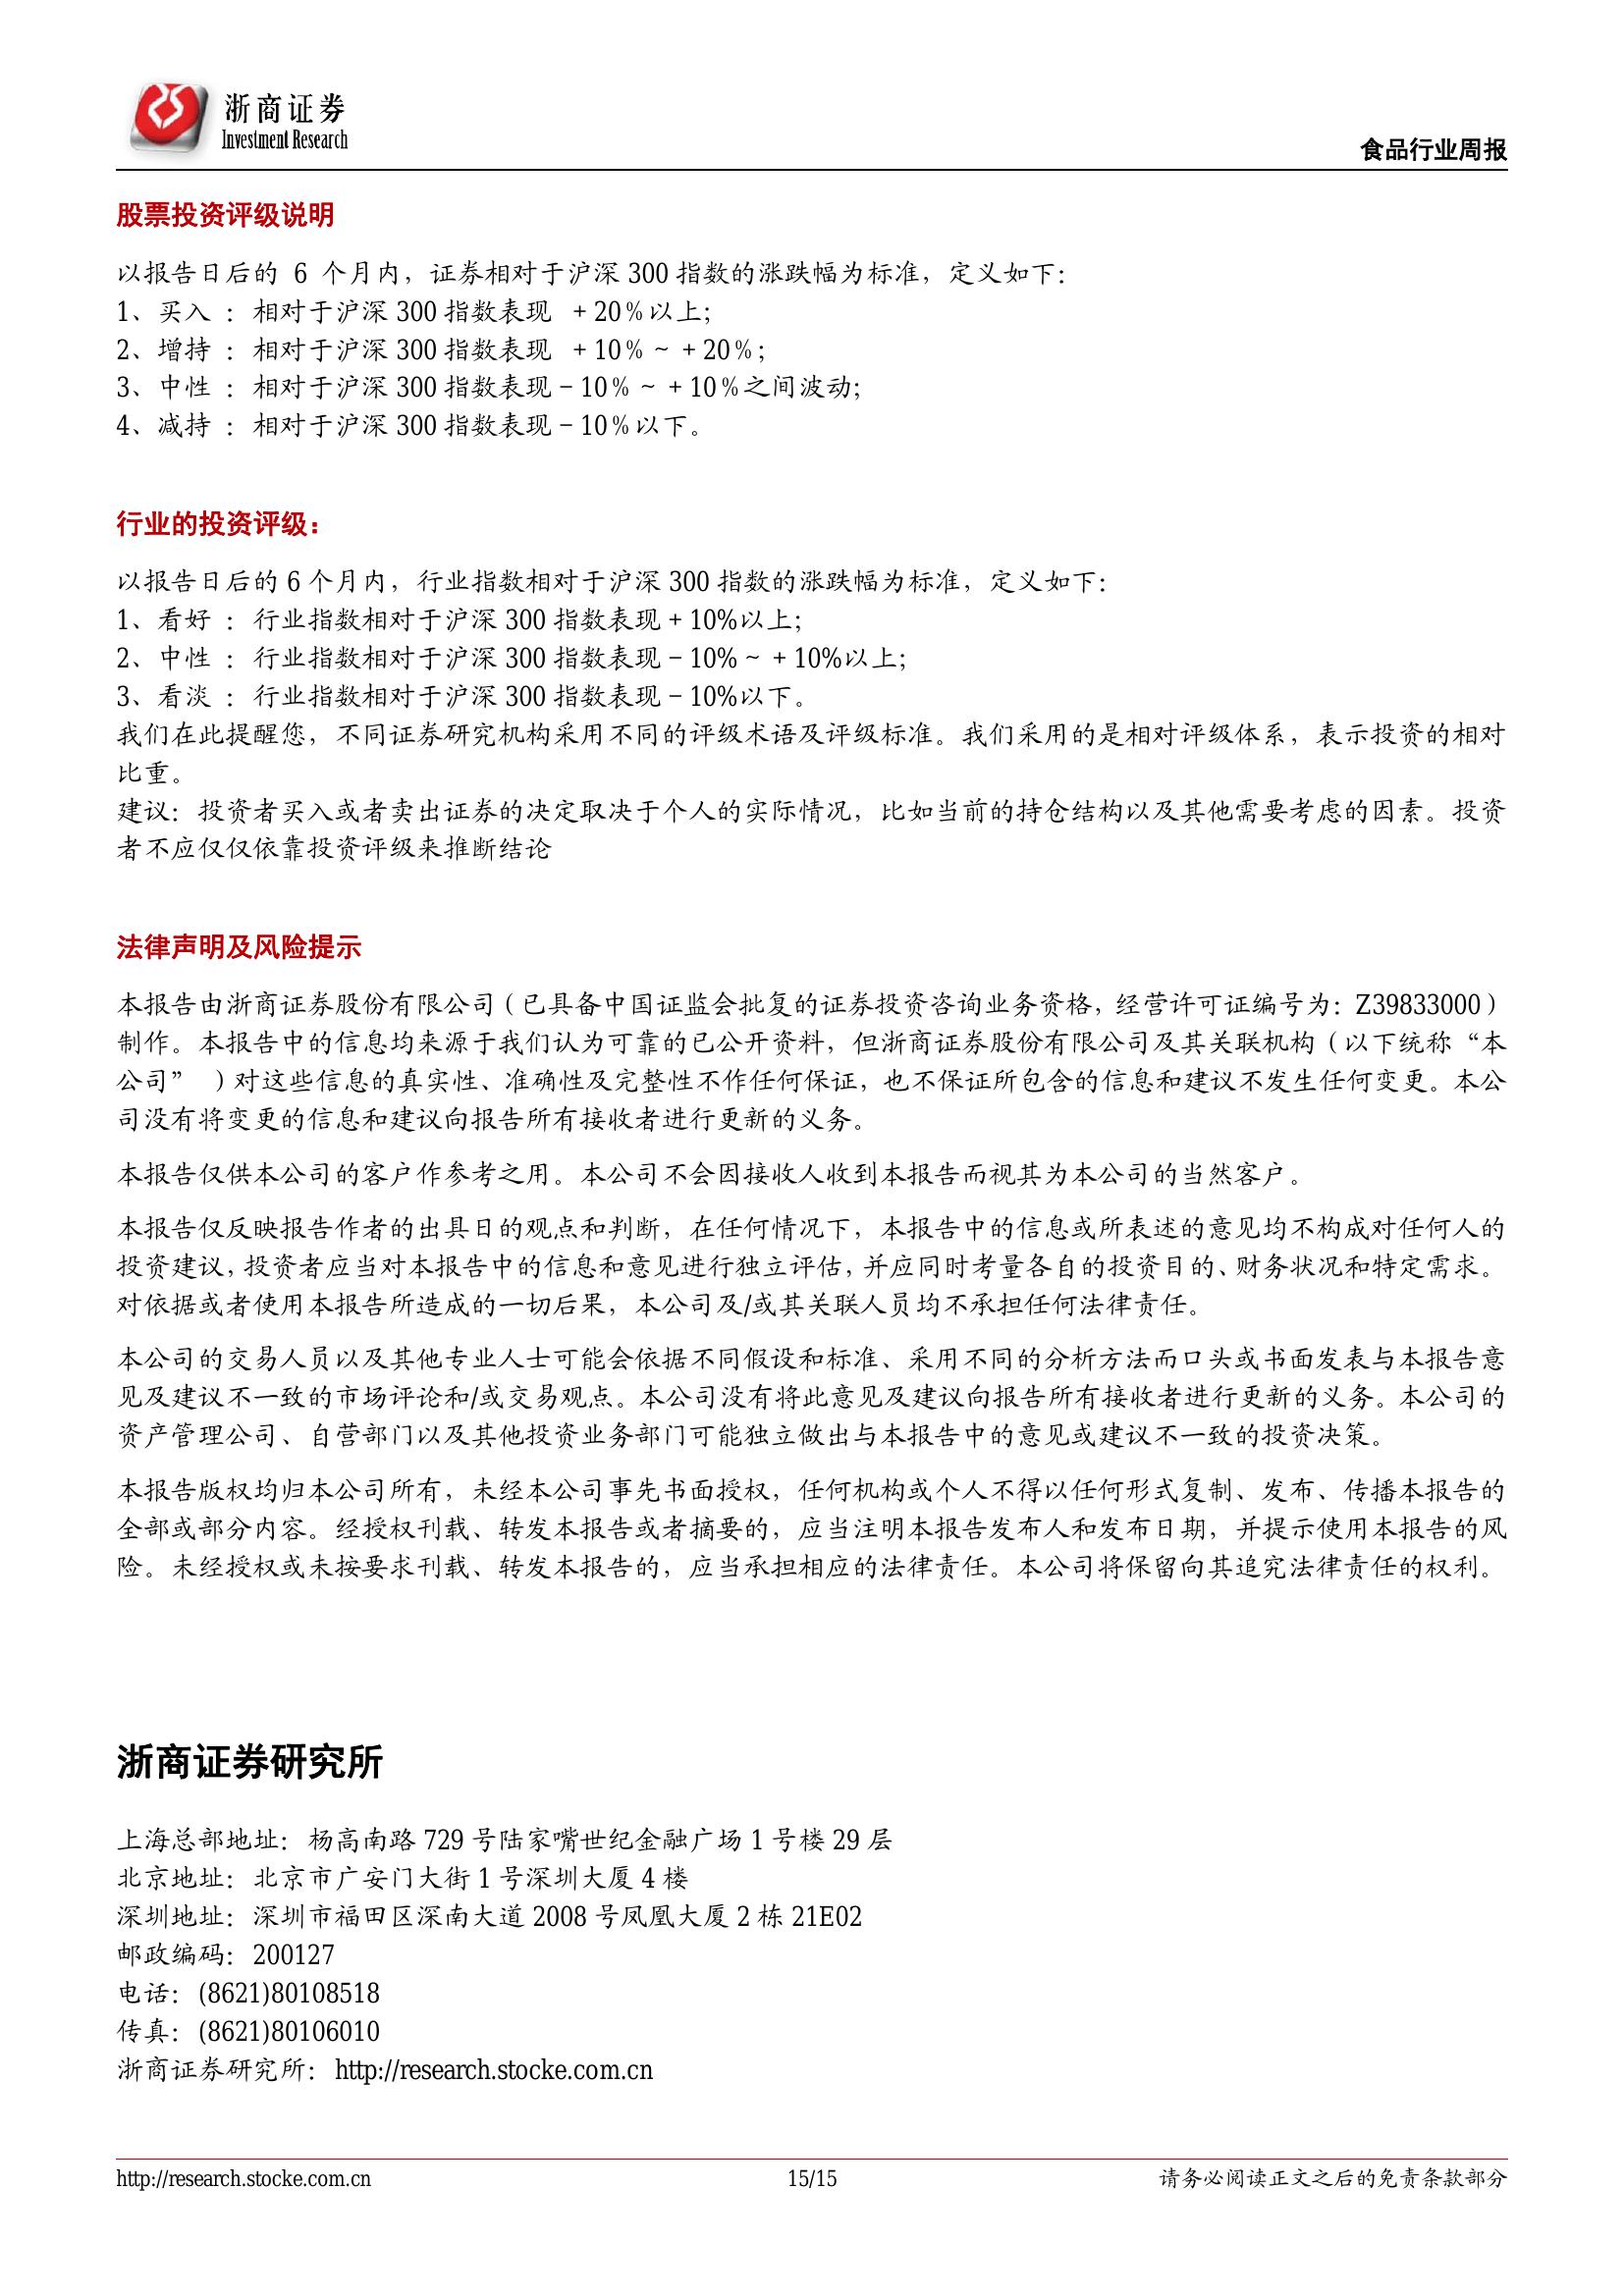 浙商证券
Investment Research
食品行业周报
股票投资评级说明
以报告日后的 6 个月内，证券相对于沪深 300 指数的涨跌幅为标准，定义如下：
1、买入 ： 相对于沪深 300 指数表现 ＋20％以上；
2、增持 ： 相对于沪深 300 指数表现 ＋10％～＋20％；
3、中性 ： 相对于沪深 300 指数表现－10％～＋10％之间波动；
4、减持 ： 相对于沪深 300 指数表现－10％以下。
行业的投资评级：
以报告日后的 6 个月内，行业指数相对于沪深 300 指数的涨跌幅为标准，定义如下：
1、看好 ： 行业指数相对于沪深 300 指数表现＋10%以上；
2、中性 ： 行业指数相对于沪深 300 指数表现－10%～＋10%以上；
3、看淡 ： 行业指数相对于沪深 300 指数表现－10%以下。
我们在此提醒您，不同证券研究机构采用不同的评级术语及评级标准。我们采用的是相对评级体系，表示投资的相对
比重。
建议：投资者买入或者卖出证券的决定取决于个人的实际情况，比如当前的持仓结构以及其他需要考虑的因素。投资
者不应仅仅依靠投资评级来推断结论
法律声明及风险提示
本报告由浙商证券股份有限公司（已具备中国证监会批复的证券投资咨询业务资格，经营许可证编号为：Z39833000）
制作。本报告中的信息均来源于我们认为可靠的已公开资料，但浙商证券股份有限公司及其关联机构（以下统称“本
公司” ）对这些信息的真实性、准确性及完整性不作任何保证，也不保证所包含的信息和建议不发生任何变更。本公
司没有将变更的信息和建议向报告所有接收者进行更新的义务。
本报告仅供本公司的客户作参考之用。本公司不会因接收人收到本报告而视其为本公司的当然客户。
本报告仅反映报告作者的出具日的观点和判断，在任何情况下，本报告中的信息或所表述的意见均不构成对任何人的
投资建议，投资者应当对本报告中的信息和意见进行独立评估，并应同时考量各自的投资目的、财务状况和特定需求。
对依据或者使用本报告所造成的一切后果，本公司及/或其关联人员均不承担任何法律责任。
本公司的交易人员以及其他专业人士可能会依据不同假设和标准、采用不同的分析方法而口头或书面发表与本报告意
见及建议不一致的市场评论和/或交易观点。本公司没有将此意见及建议向报告所有接收者进行更新的义务。本公司的
资产管理公司、自营部门以及其他投资业务部门可能独立做出与本报告中的意见或建议不一致的投资决策。
本报告版权均归本公司所有，未经本公司事先书面授权，任何机构或个人不得以任何形式复制、发布、传播本报告的
全部或部分内容。经授权刊载、转发本报告或者摘要的，应当注明本报告发布人和发布日期，并提示使用本报告的风
险。未经授权或未按要求刊载、转发本报告的，应当承担相应的法律责任。本公司将保留向其追究法律责任的权利。
浙商证券研究所
上海总部地址：杨高南路 729 号陆家嘴世纪金融广场 1 号楼 29 层
北京地址：北京市广安门大街 1 号深圳大厦 4 楼
深圳地址：深圳市福田区深南大道 2008 号凤凰大厦 2 栋 21E02
邮政编码：200127
电话：(8621)80108518
传真：(8621)80106010
浙商证券研究所：http://research.stocke.com.cn
http://research.stocke.com.cn
15/15
请务必阅读正文之后的免责条款部分